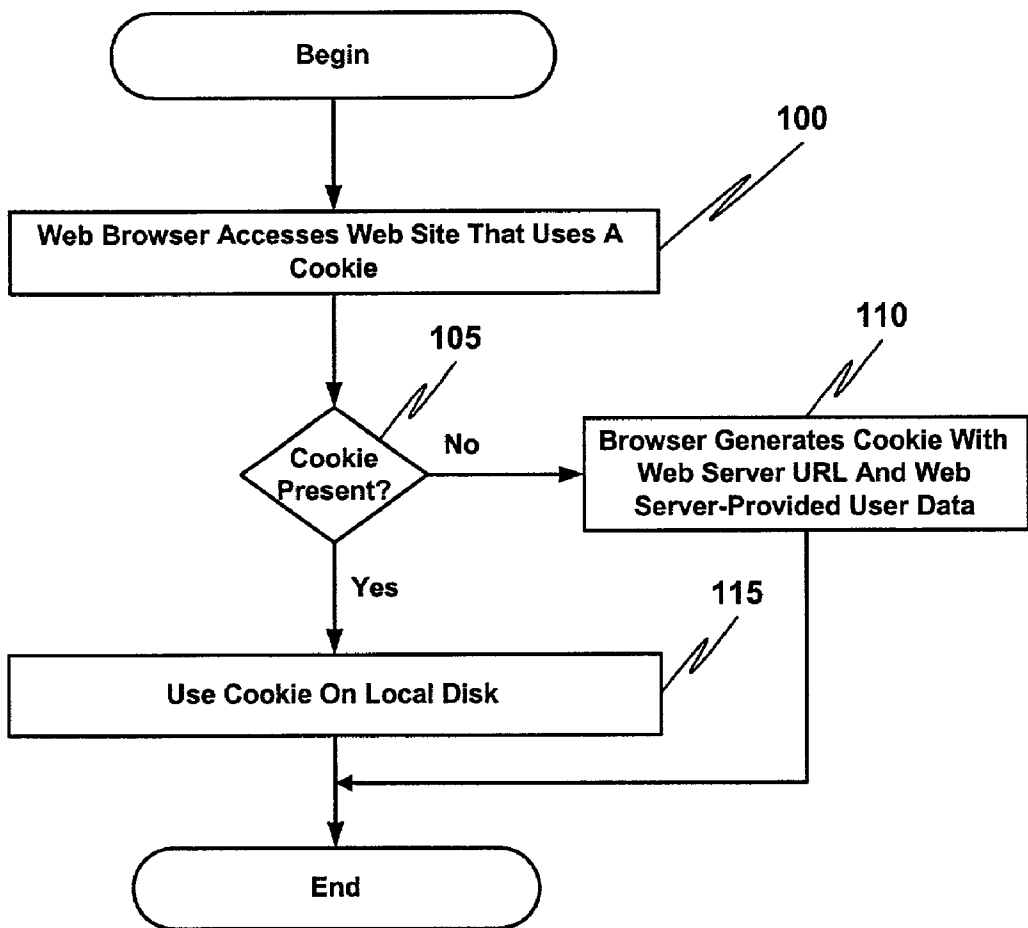 Begin
100
Web Browser Accesses Web Site That Uses A
Cookie
105
110
Cookie
Present?
No
Browser Generates Cookie With
Web Server URL And Web
Server-Provided User Data
Yes
115
Use Cookie On Local Disk
End